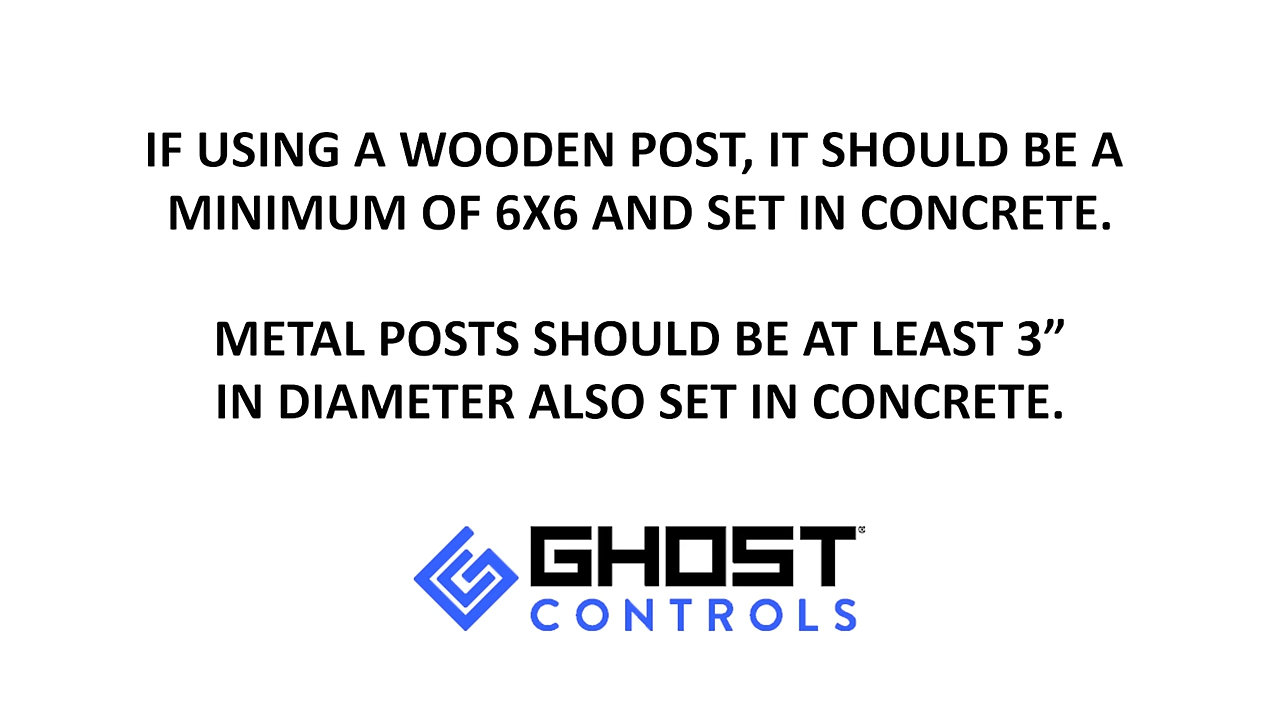 IF USING A WOODEN POST, IT SHOULD BE A
MINIMUM OF 6X6 AND SET IN CONCRETE.
METAL POSTS SHOULD BE AT LEAST 3”
IN DIAMETER ALSO SET IN CONCRETE.
GHOST®
CONTROLS